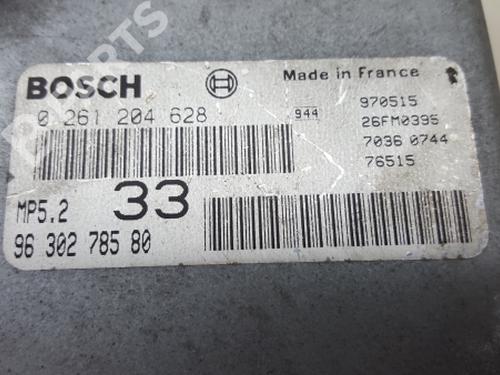 B PARTS
BOSCH
Made in France
0 261 204 628
944
970515
26FM0395
7036 0744
76515
MP5.2
33
96 302 785 80